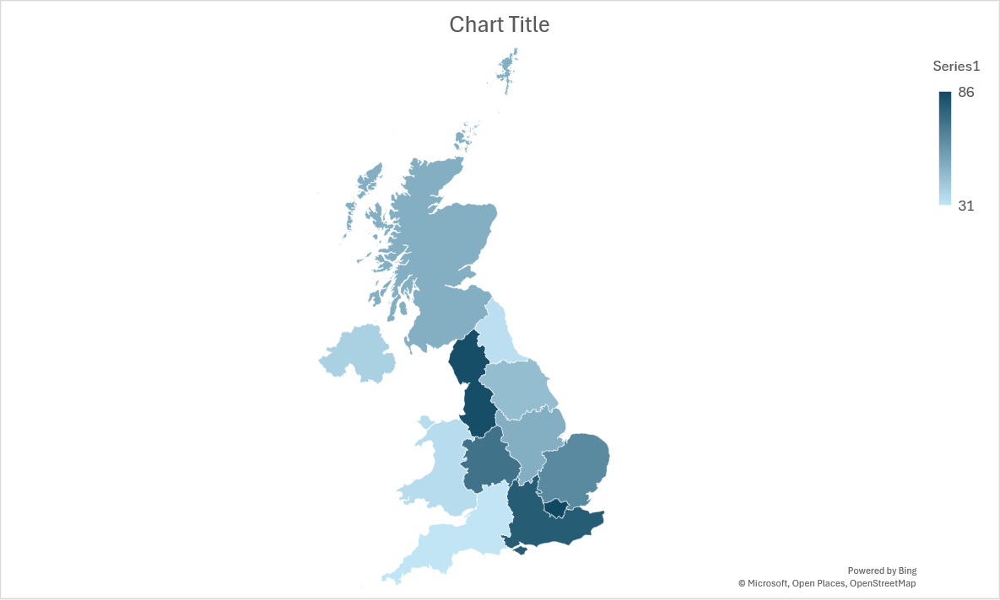 Chart Title
Series1
86
31
Powered by Bing
© Microsoft, Open Places, OpenStreetMap